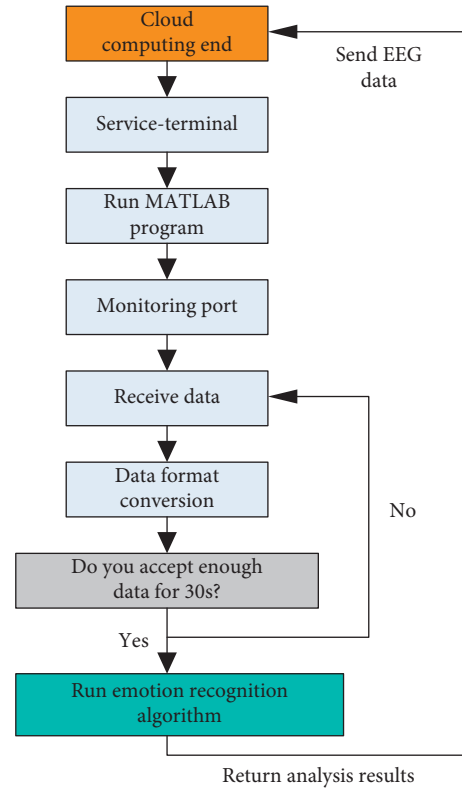 Cloud
computing end
Send EEG
data
Service-terminal
Run MATLAB
program
Monitoring port
Receive data
Data format
conversion
No
Do you accept enough
data for 30s?
Yes
Run emotion recognition
algorithm
Return analysis results